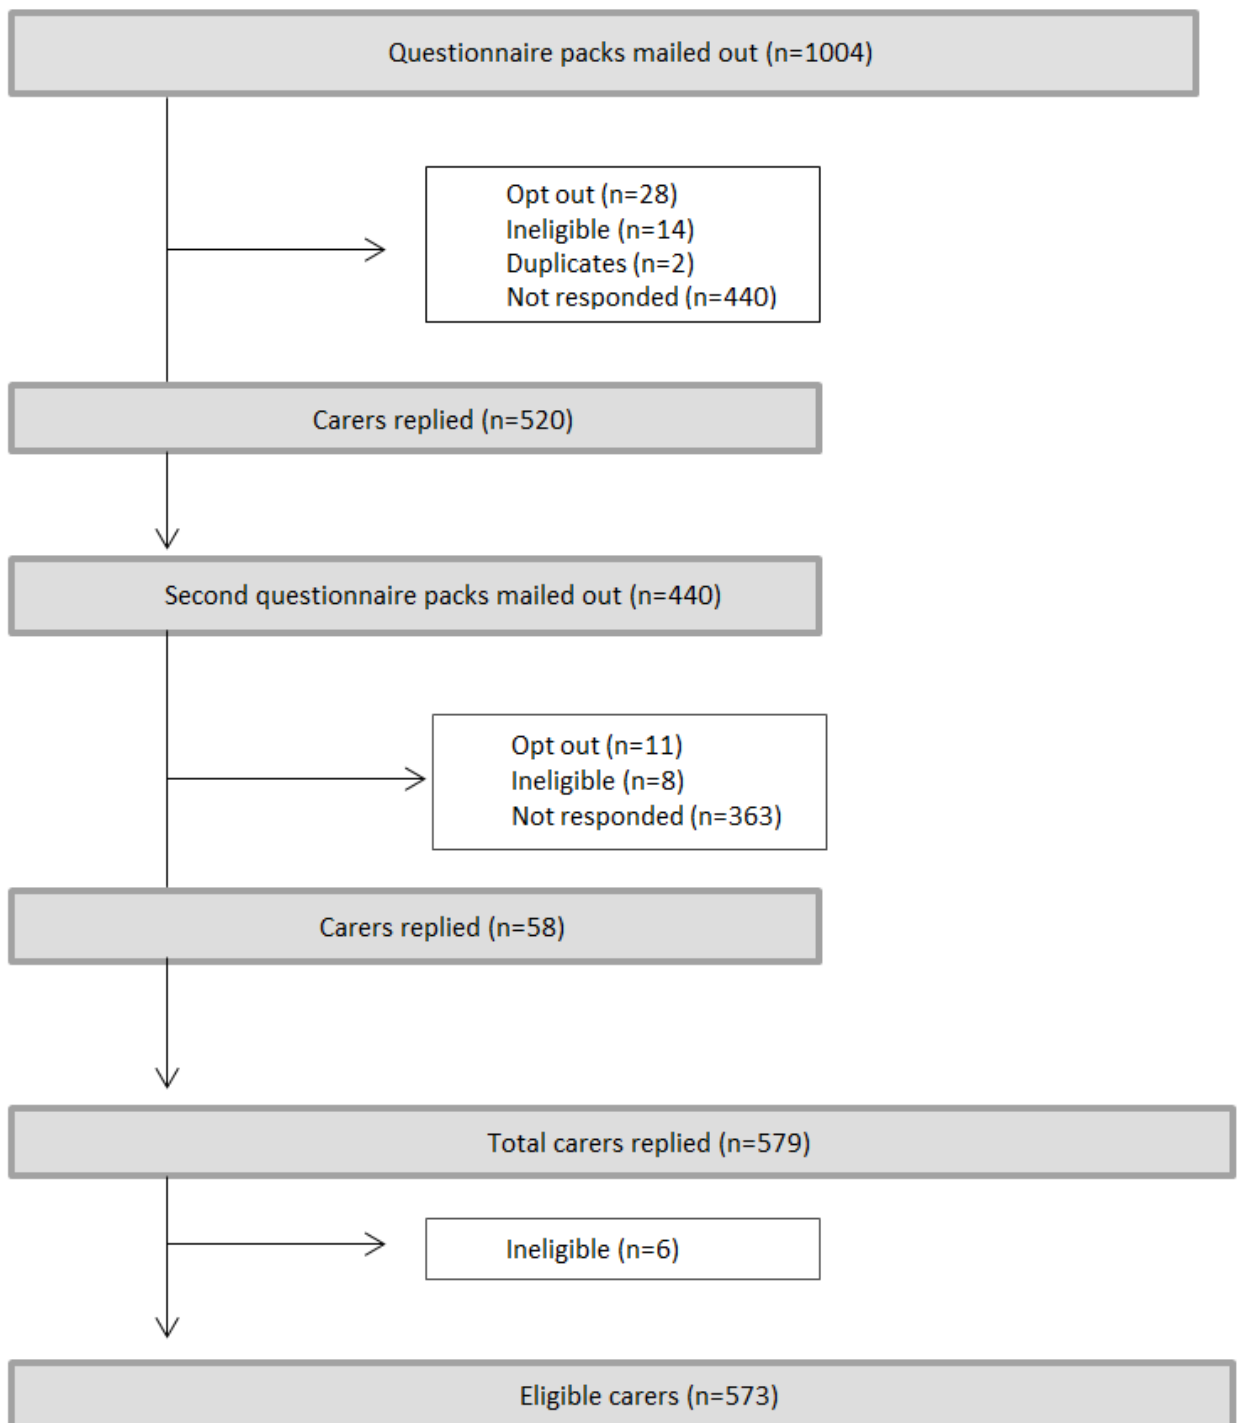 Questionnaire packs mailed out (n=1004)
Opt out (n=28)
Ineligible (n=14)
Duplicates (n=2)
Not responded (n=440)
Carers replied (n=520)
Second questionnaire packs mailed out (n=440)
Opt out (n=11)
Ineligible (n=8)
Not responded (n=363)
Carers replied (n=58)
Total carers replied (n=579)
Ineligible (n=6)
Eligible carers (n=573)